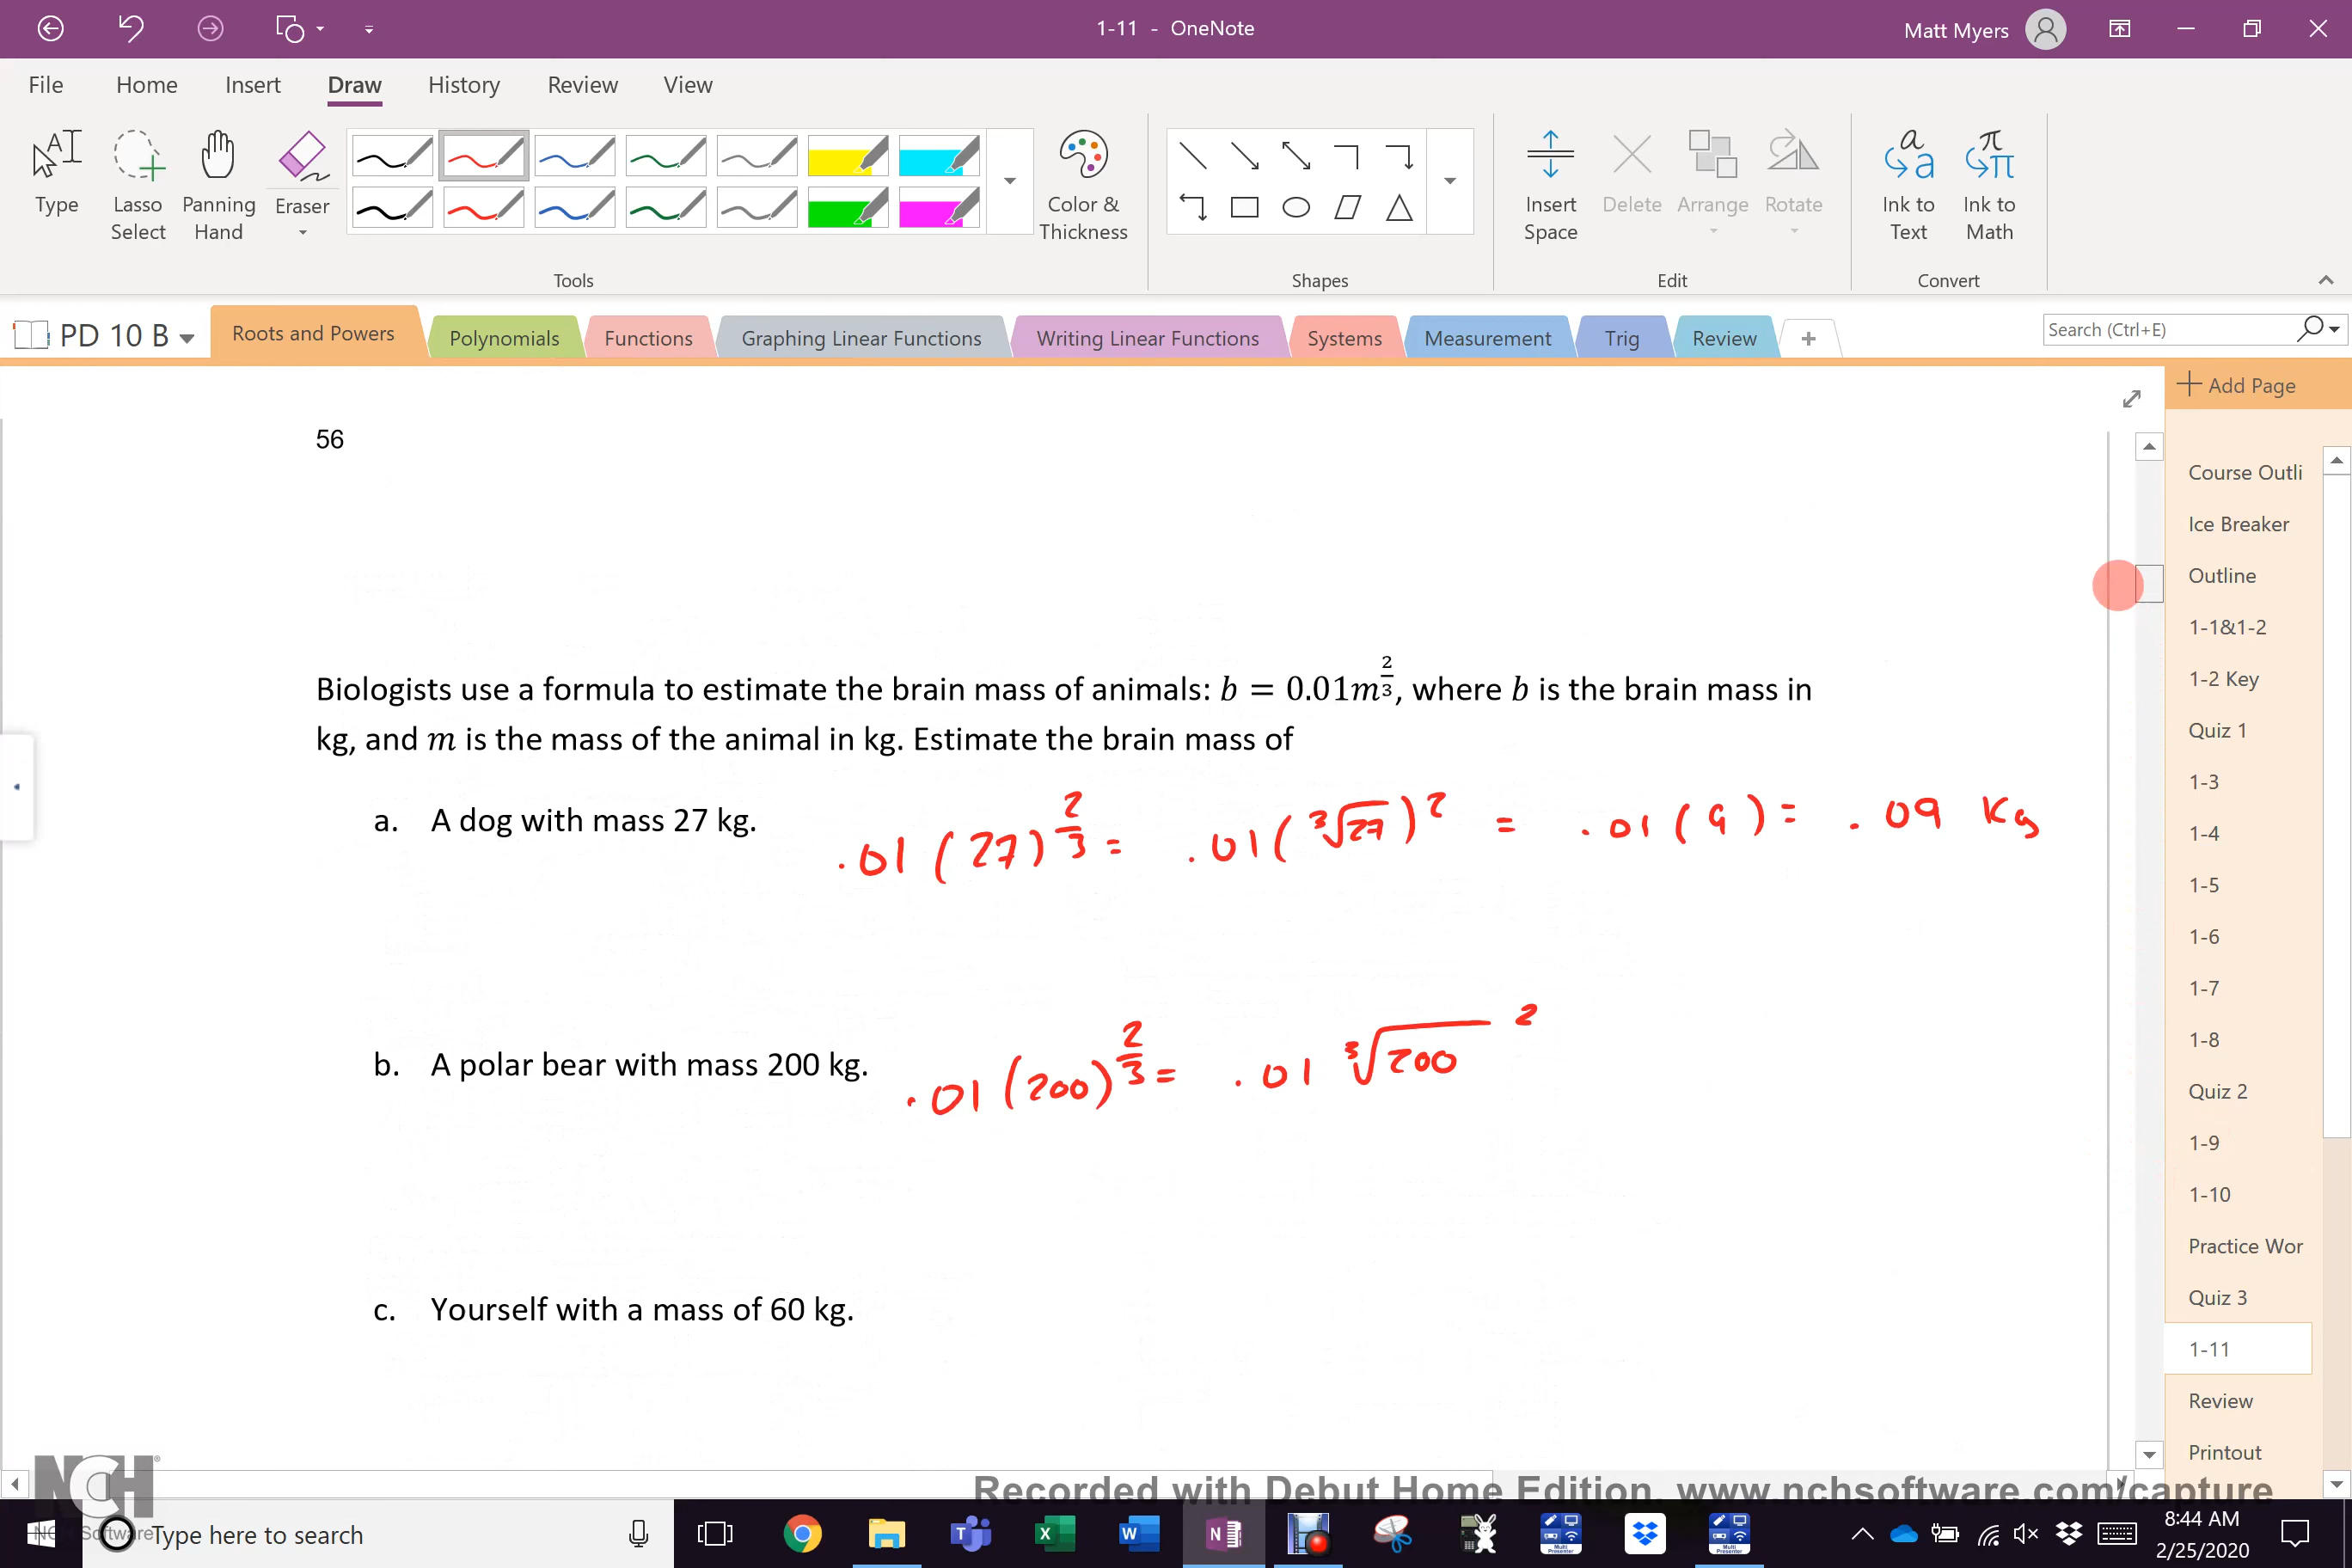 1-11 - OneNote
Matt Myers
File Home Insert Draw History Review View
Type
Lasso Select
Panning Hand
Eraser
Color & Thickness
Insert Space
Delete
Arrange
Rotate
Ink to Text
Ink to Math
Tools Shapes Edit Convert
PD 10 B
Roots and Powers Polynomials Functions Graphing Linear Functions Writing Linear Functions Systems Measurement Trig Review +
Search (Ctrl+E)
Add Page
56
Biologists use a formula to estimate the brain mass of animals: b = 0.01m^(2/3), where b is the brain mass in
kg, and m is the mass of the animal in kg. Estimate the brain mass of
a. A dog with mass 27 kg. .01 (27)^(2/3) = .01(∛27)^2 = .01(9) = .09 Kg
b. A polar bear with mass 200 kg. .01 (200)^(2/3) = .01 ∛200 ^2
c. Yourself with a mass of 60 kg.
Course Outli
Ice Breaker
Outline
1-1&1-2
1-2 Key
Quiz 1
1-3
1-4
1-5
1-6
1-7
1-8
Quiz 2
1-9
1-10
Practice Wor
Quiz 3
1-11
Review
Printout
NCH
NCH Software
Recorded with Debut Home Edition. www.nchsoftware.com/capture
Type here to search
8:44 AM
2/25/2020